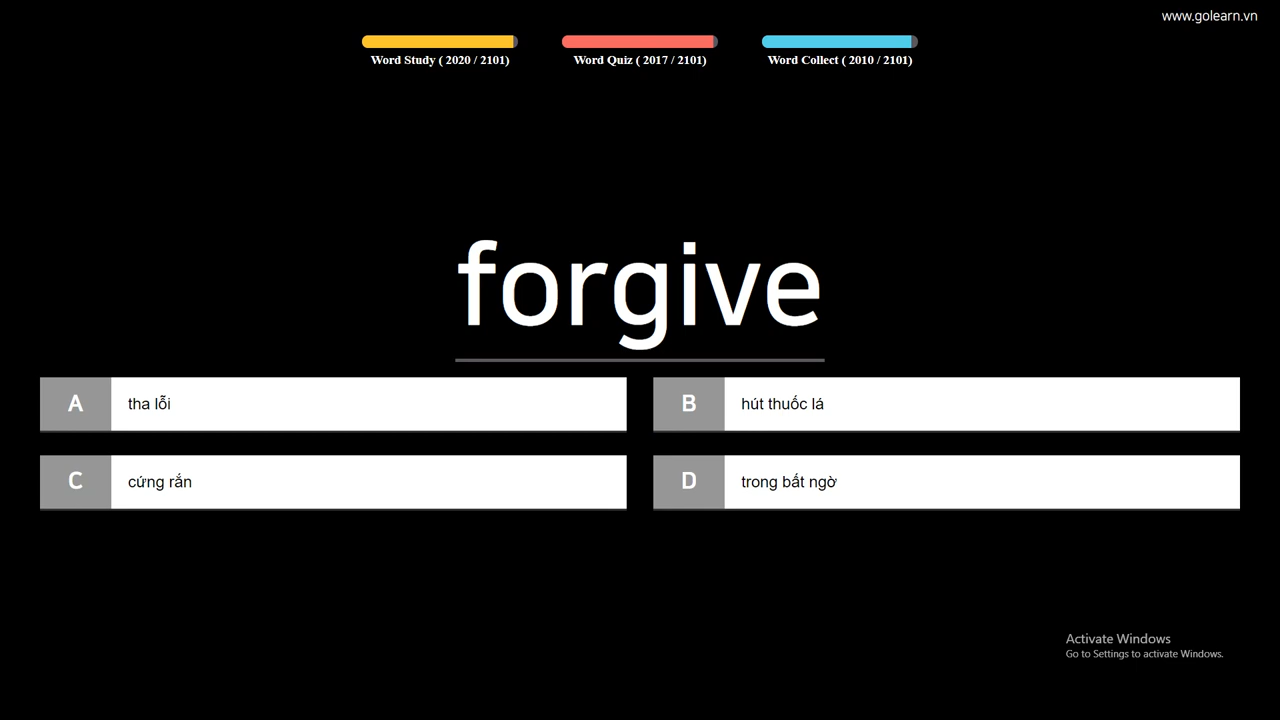 www.golearn.vn
Word Study ( 2020 / 2101) Word Quiz ( 2017 / 2101) Word Collect ( 2010 / 2101)
forgive
A tha lỗi B hút thuốc lá
C cứng rắn D trong bất ngờ
Activate Windows
Go to Settings to activate Windows.